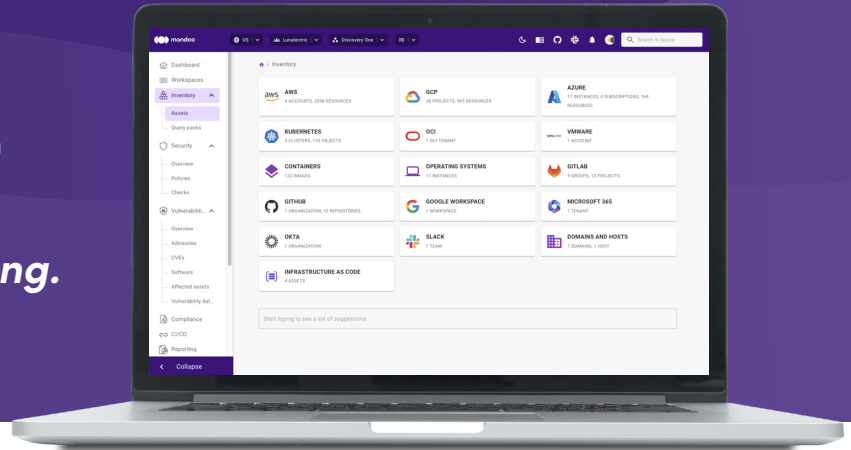 mondoo
US
Lunalectric
Discovery One
Search in Space
Dashboard
Workspaces
Inventory
Assets
Query packs
Security
Overview
Policies
Checks
Vulnerabiliti...
Overview
Advisories
CVEs
Software
Affected assets
Vulnerability dat...
Compliance
CI/CD
Reporting
Collapse
> Inventory
aws
AWS
4 ACCOUNTS, 2098 RESOURCES
GCP
28 PROJECTS, 965 RESOURCES
AZURE
17 INSTANCES, 6 SUBSCRIPTIONS, 168
RESOURCES
KUBERNETES
3 CLUSTERS, 135 OBJECTS
OCI
1 OCI TENANT
vmware
VMWARE
1 ACCOUNT
CONTAINERS
122 IMAGES
OPERATING SYSTEMS
11 INSTANCES
GITLAB
5 GROUPS, 10 PROJECTS
GITHUB
1 ORGANIZATION, 12 REPOSITORIES
GOOGLE WORKSPACE
1 WORKSPACE
MICROSOFT 365
1 TENANT
OKTA
1 ORGANIZATION
SLACK
1 TEAM
DOMAINS AND HOSTS
7 DOMAINS, 1 HOST
INFRASTRUCTURE AS CODE
4 ASSETS
Start typing to see a list of suggestions
ng.